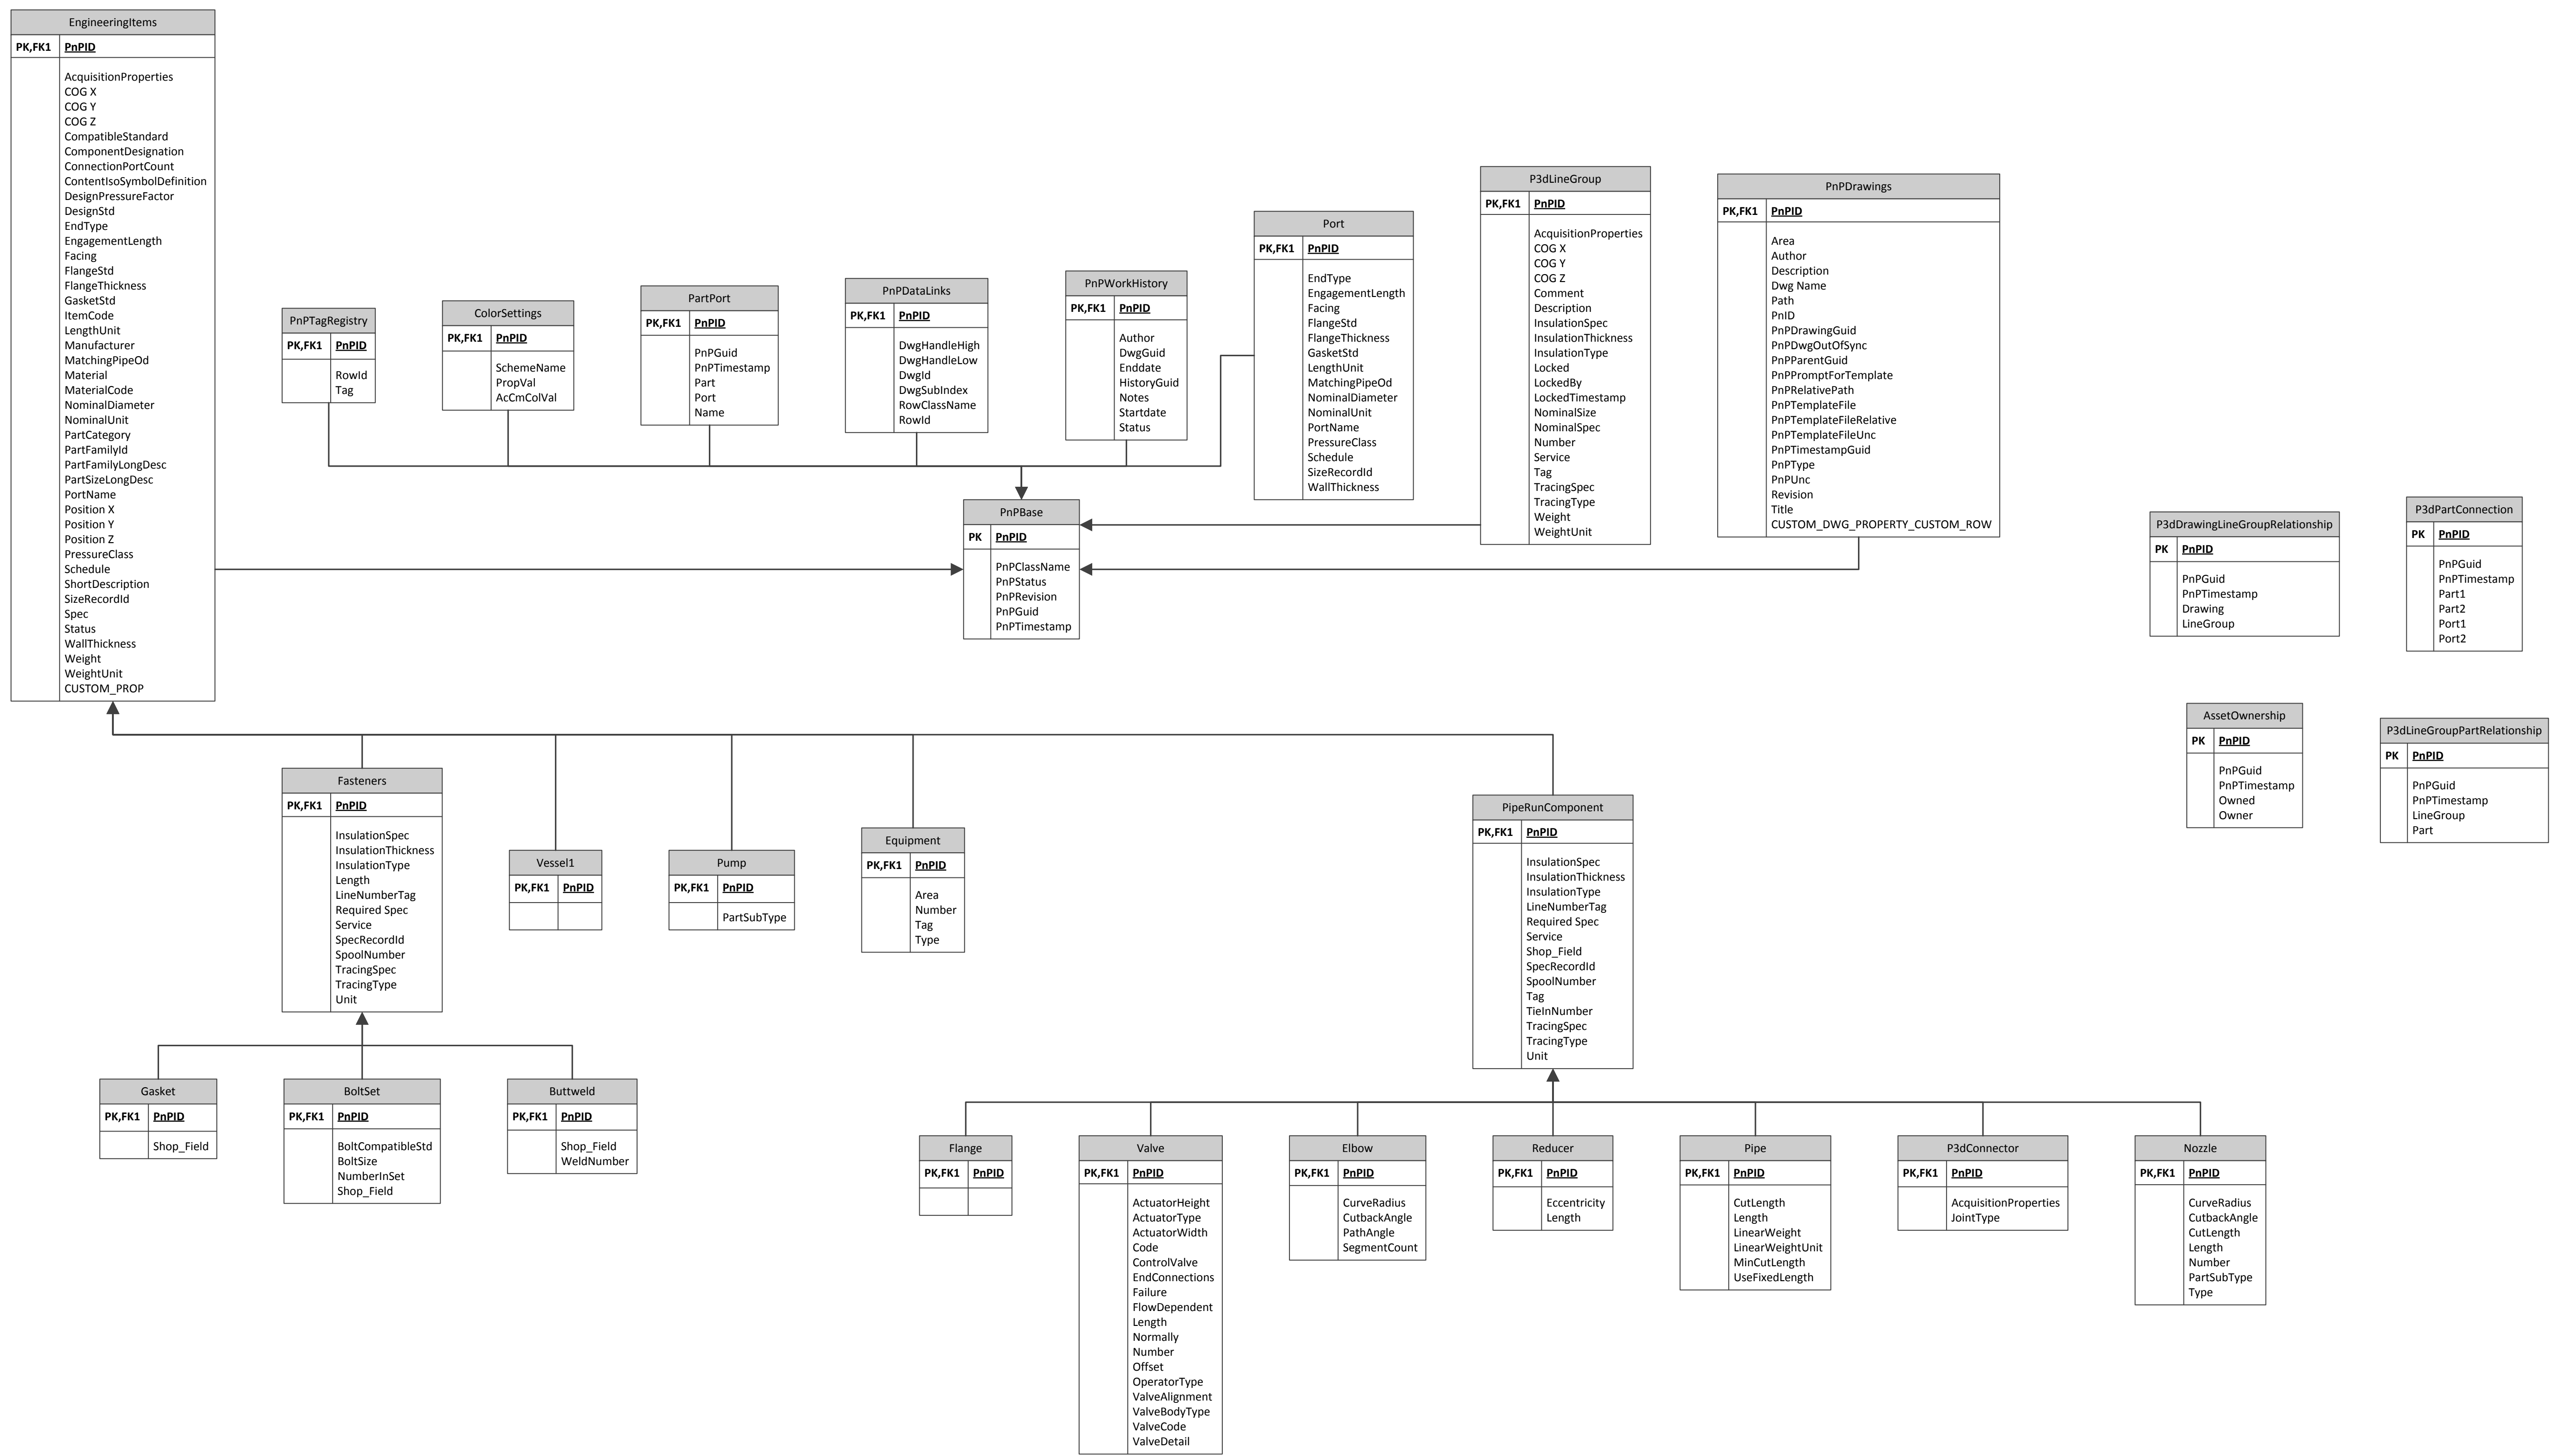 EngineeringItems
PK,FK1 PnPID
AcquisitionProperties
COG X
COG Y
COG Z
CompatibleStandard
ComponentDesignation
ConnectionPortCount
ContentIsoSymbolDefinition
DesignPressureFactor
DesignStd
EndType
EngagementLength
Facing
FlangeStd
FlangeThickness
GasketStd
ItemCode
LengthUnit
Manufacturer
MatchingPipeOd
Material
MaterialCode
NominalDiameter
NominalUnit
PartCategory
PartFamilyId
PartFamilyLongDesc
PartSizeLongDesc
PortName
Position X
Position Y
Position Z
PressureClass
Schedule
ShortDescription
SizeRecordId
Spec
Status
WallThickness
Weight
WeightUnit
CUSTOM_PROP
PnPTagRegistry
PK,FK1 PnPID
RowId
Tag
ColorSettings
PK,FK1 PnPID
SchemeName
PropVal
AcCmColVal
PartPort
PK,FK1 PnPID
PnPGuid
PnPTimestamp
Part
Port
Name
PnPDataLinks
PK,FK1 PnPID
DwgHandleHigh
DwgHandleLow
DwgId
DwgSubIndex
RowClassName
RowId
PnPWorkHistory
PK,FK1 PnPID
Author
DwgGuid
Enddate
HistoryGuid
Notes
Startdate
Status
Port
PK,FK1 PnPID
EndType
EngagementLength
Facing
FlangeStd
FlangeThickness
GasketStd
LengthUnit
MatchingPipeOd
NominalDiameter
NominalUnit
PortName
PressureClass
Schedule
SizeRecordId
WallThickness
P3dLineGroup
PK,FK1 PnPID
AcquisitionProperties
COG X
COG Y
COG Z
Comment
Description
InsulationSpec
InsulationThickness
InsulationType
Locked
LockedBy
LockedTimestamp
NominalSize
NominalSpec
Number
Service
Tag
TracingSpec
TracingType
Weight
WeightUnit
PnPDrawings
PK,FK1 PnPID
Area
Author
Description
Dwg Name
Path
PnID
PnPDrawingGuid
PnPDwgOutOfSync
PnPParentGuid
PnPPromptForTemplate
PnPRelativePath
PnPTemplateFile
PnPTemplateFileRelative
PnPTemplateFileUnc
PnPTimestampGuid
PnPType
PnPUnc
Revision
Title
CUSTOM_DWG_PROPERTY_CUSTOM_ROW
PnPBase
PK PnPID
PnPClassName
PnPStatus
PnPRevision
PnPGuid
PnPTimestamp
P3dDrawingLineGroupRelationship
PK PnPID
PnPGuid
PnPTimestamp
Drawing
LineGroup
P3dPartConnection
PK PnPID
PnPGuid
PnPTimestamp
Part1
Part2
Port1
Port2
AssetOwnership
PK PnPID
PnPGuid
PnPTimestamp
Owned
Owner
P3dLineGroupPartRelationship
PK PnPID
PnPGuid
PnPTimestamp
LineGroup
Part
Fasteners
PK,FK1 PnPID
InsulationSpec
InsulationThickness
InsulationType
Length
LineNumberTag
Required Spec
Service
SpecRecordId
SpoolNumber
TracingSpec
TracingType
Unit
Vessel1
PK,FK1 PnPID
Pump
PK,FK1 PnPID
PartSubType
Equipment
PK,FK1 PnPID
Area
Number
Tag
Type
PipeRunComponent
PK,FK1 PnPID
InsulationSpec
InsulationThickness
InsulationType
LineNumberTag
Required Spec
Service
Shop_Field
SpecRecordId
SpoolNumber
Tag
TieInNumber
TracingSpec
TracingType
Unit
Gasket
PK,FK1 PnPID
Shop_Field
BoltSet
PK,FK1 PnPID
BoltCompatibleStd
BoltSize
NumberInSet
Shop_Field
Buttweld
PK,FK1 PnPID
Shop_Field
WeldNumber
Flange
PK,FK1 PnPID
Valve
PK,FK1 PnPID
ActuatorHeight
ActuatorType
ActuatorWidth
Code
ControlValve
EndConnections
Failure
FlowDependent
Length
Normally
Number
Offset
OperatorType
ValveAlignment
ValveBodyType
ValveCode
ValveDetail
Elbow
PK,FK1 PnPID
CurveRadius
CutbackAngle
PathAngle
SegmentCount
Reducer
PK,FK1 PnPID
Eccentricity
Length
Pipe
PK,FK1 PnPID
CutLength
Length
LinearWeight
LinearWeightUnit
MinCutLength
UseFixedLength
P3dConnector
PK,FK1 PnPID
AcquisitionProperties
JointType
Nozzle
PK,FK1 PnPID
CurveRadius
CutbackAngle
CutLength
Length
Number
PartSubType
Type